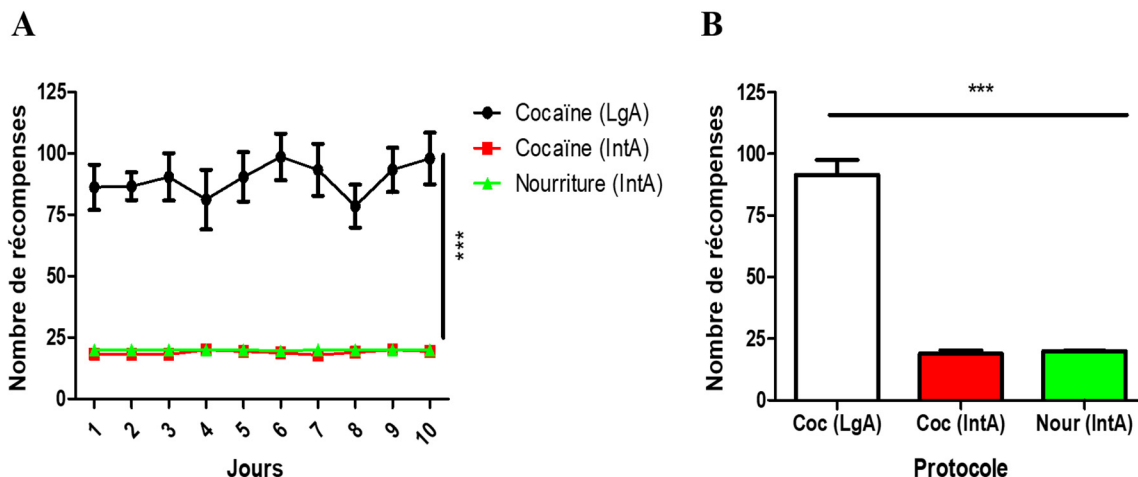 A
Nombre de récompenses
125
100
75
50
25
0
1 2 3 4 5 6 7 8 9 10
Jours
***
Cocaïne (LgA)
Cocaïne (IntA)
Nourriture (IntA)
B
Nombre de récompenses
125
100
75
50
25
0
***
Coc (LgA) Coc (IntA) Nour (IntA)
Protocole